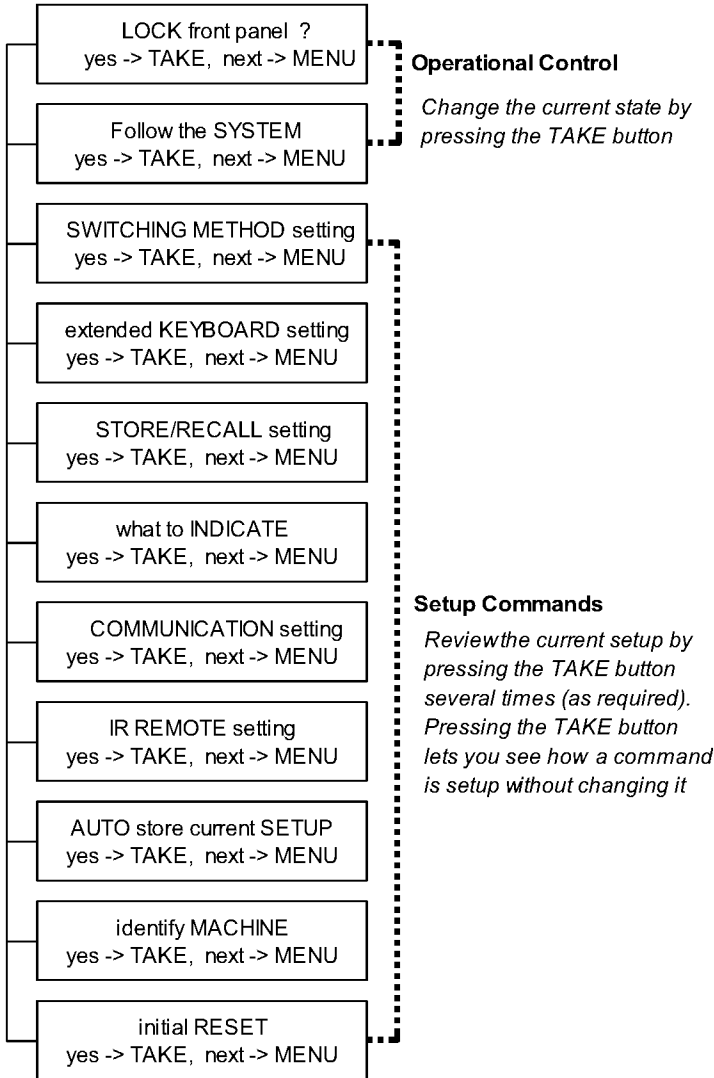 LOCK front panel ?
yes -> TAKE, next -> MENU
Operational Control
Change the current state by
pressing the TAKE button
Follow the SYSTEM
yes -> TAKE, next -> MENU
SWITCHING METHOD setting
yes -> TAKE, next -> MENU
extended KEYBOARD setting
yes -> TAKE, next -> MENU
STORE/RECALL setting
yes -> TAKE, next -> MENU
what to INDICATE
yes -> TAKE, next -> MENU
COMMUNICATION setting
yes -> TAKE, next -> MENU
IR REMOTE setting
yes -> TAKE, next -> MENU
AUTO store current SETUP
yes -> TAKE, next -> MENU
identify MACHINE
yes -> TAKE, next -> MENU
initial RESET
yes -> TAKE, next -> MENU
Setup Commands
Reviewthe current setup by
pressing the TAKE button
several times (as required).
Pressing the TAKE button
lets you see how a command
is setup without changing it